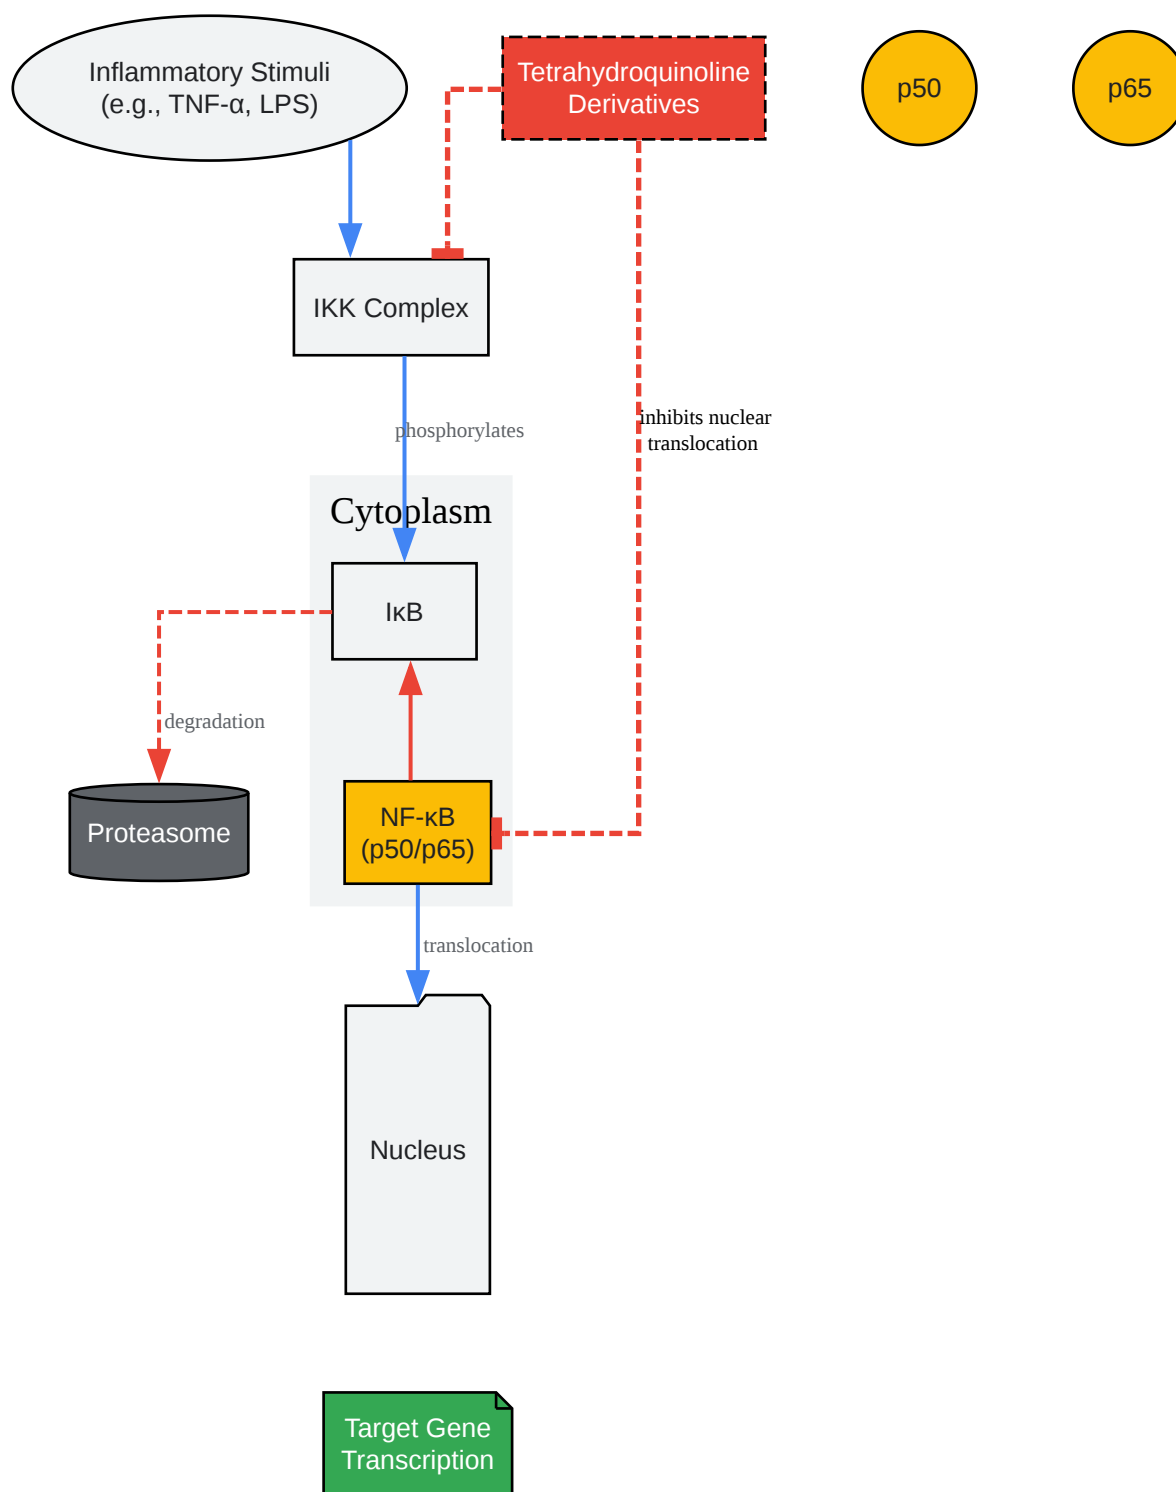 Inflammatory Stimuli
(e.g., TNF-α, LPS)
Tetrahydroquinoline
Derivatives
p50
p65
IKK Complex
phosphorylates
inhibits nuclear
translocation
Cytoplasm
IκB
degradation
Proteasome
NF-κB
(p50/p65)
translocation
Nucleus
Target Gene
Transcription